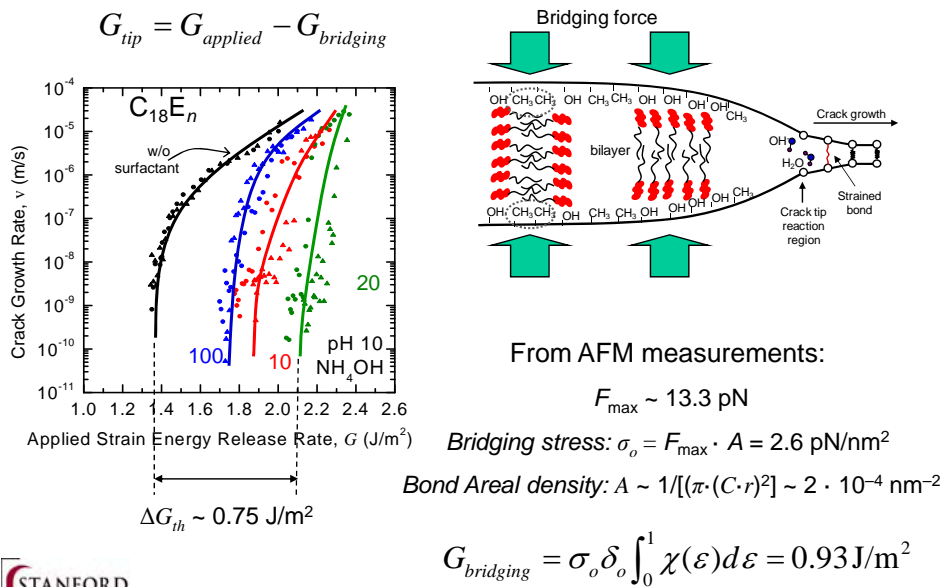 G_tip = G_applied − G_bridging
C₁₈Eₙ
w/o
surfactant
20
100
10
pH 10
NH₄OH
10⁻⁴
10⁻⁵
10⁻⁶
10⁻⁷
10⁻⁸
10⁻⁹
10⁻¹⁰
10⁻¹¹
Crack Growth Rate, v (m/s)
1.0 1.2 1.4 1.6 1.8 2.0 2.2 2.4 2.6
Applied Strain Energy Release Rate, G (J/m²)
ΔG_th ~ 0.75 J/m²
STANFORD
Bridging force
OH CH₃ CH₃ OH CH₃ CH₃ OH OH OH CH₃
CH₃
bilayer
OH⁻
H₂O
Crack growth
Strained
bond
Crack tip
reaction
region
OH CH₃ CH₃ OH CH₃ CH₃ OH OH OH CH₃ CH₃
From AFM measurements:
F_max ~ 13.3 pN
Bridging stress: σₒ = F_max · A = 2.6 pN/nm²
Bond Areal density: A ~ 1/[(π·(C·r)²] ~ 2 · 10⁻⁴ nm⁻²
G_bridging = σₒδₒ∫₀¹ χ(ε)dε = 0.93 J/m²